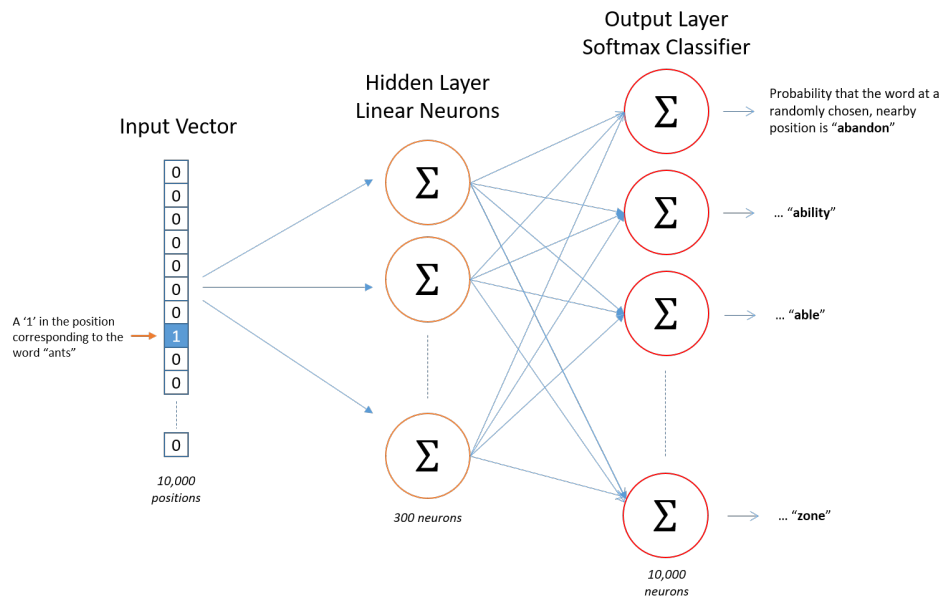 Output Layer
Softmax Classifier
Hidden Layer
Linear Neurons
Input Vector
0
0
0
0
0
0
0
1
0
0
0
A ‘1’ in the position
corresponding to the
word “ants”
10,000
positions
Σ
Σ
Σ
300 neurons
Σ
Σ
Σ
Σ
10,000
neurons
Probability that the word at a
randomly chosen, nearby
position is “abandon”
... “ability”
... “able”
... “zone”